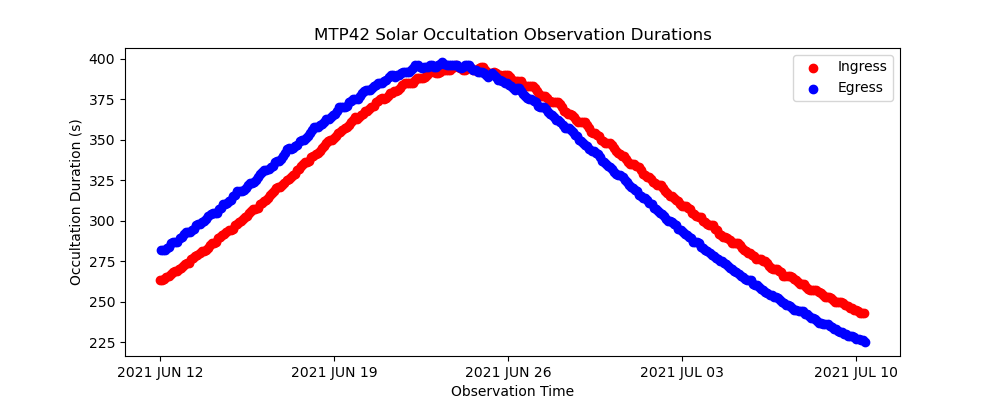 MTP42 Solar Occultation Observation Durations
Occultation Duration (s)
400
375
350
325
300
275
250
225
Ingress
Egress
2021 JUN 12
2021 JUN 19
2021 JUN 26
2021 JUL 03
2021 JUL 10
Observation Time